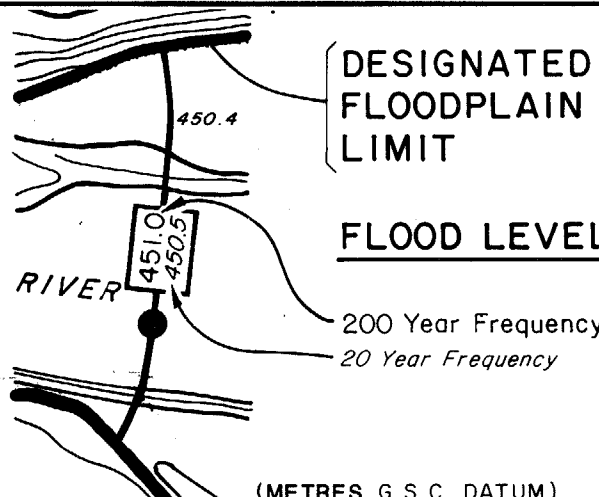 DESIGNATED
FLOODPLAIN
LIMIT
450.4
451.0
450.5
FLOOD LEVEL
RIVER
200 Year Frequency
20 Year Frequency
(METRES G.S.C. DATUM)